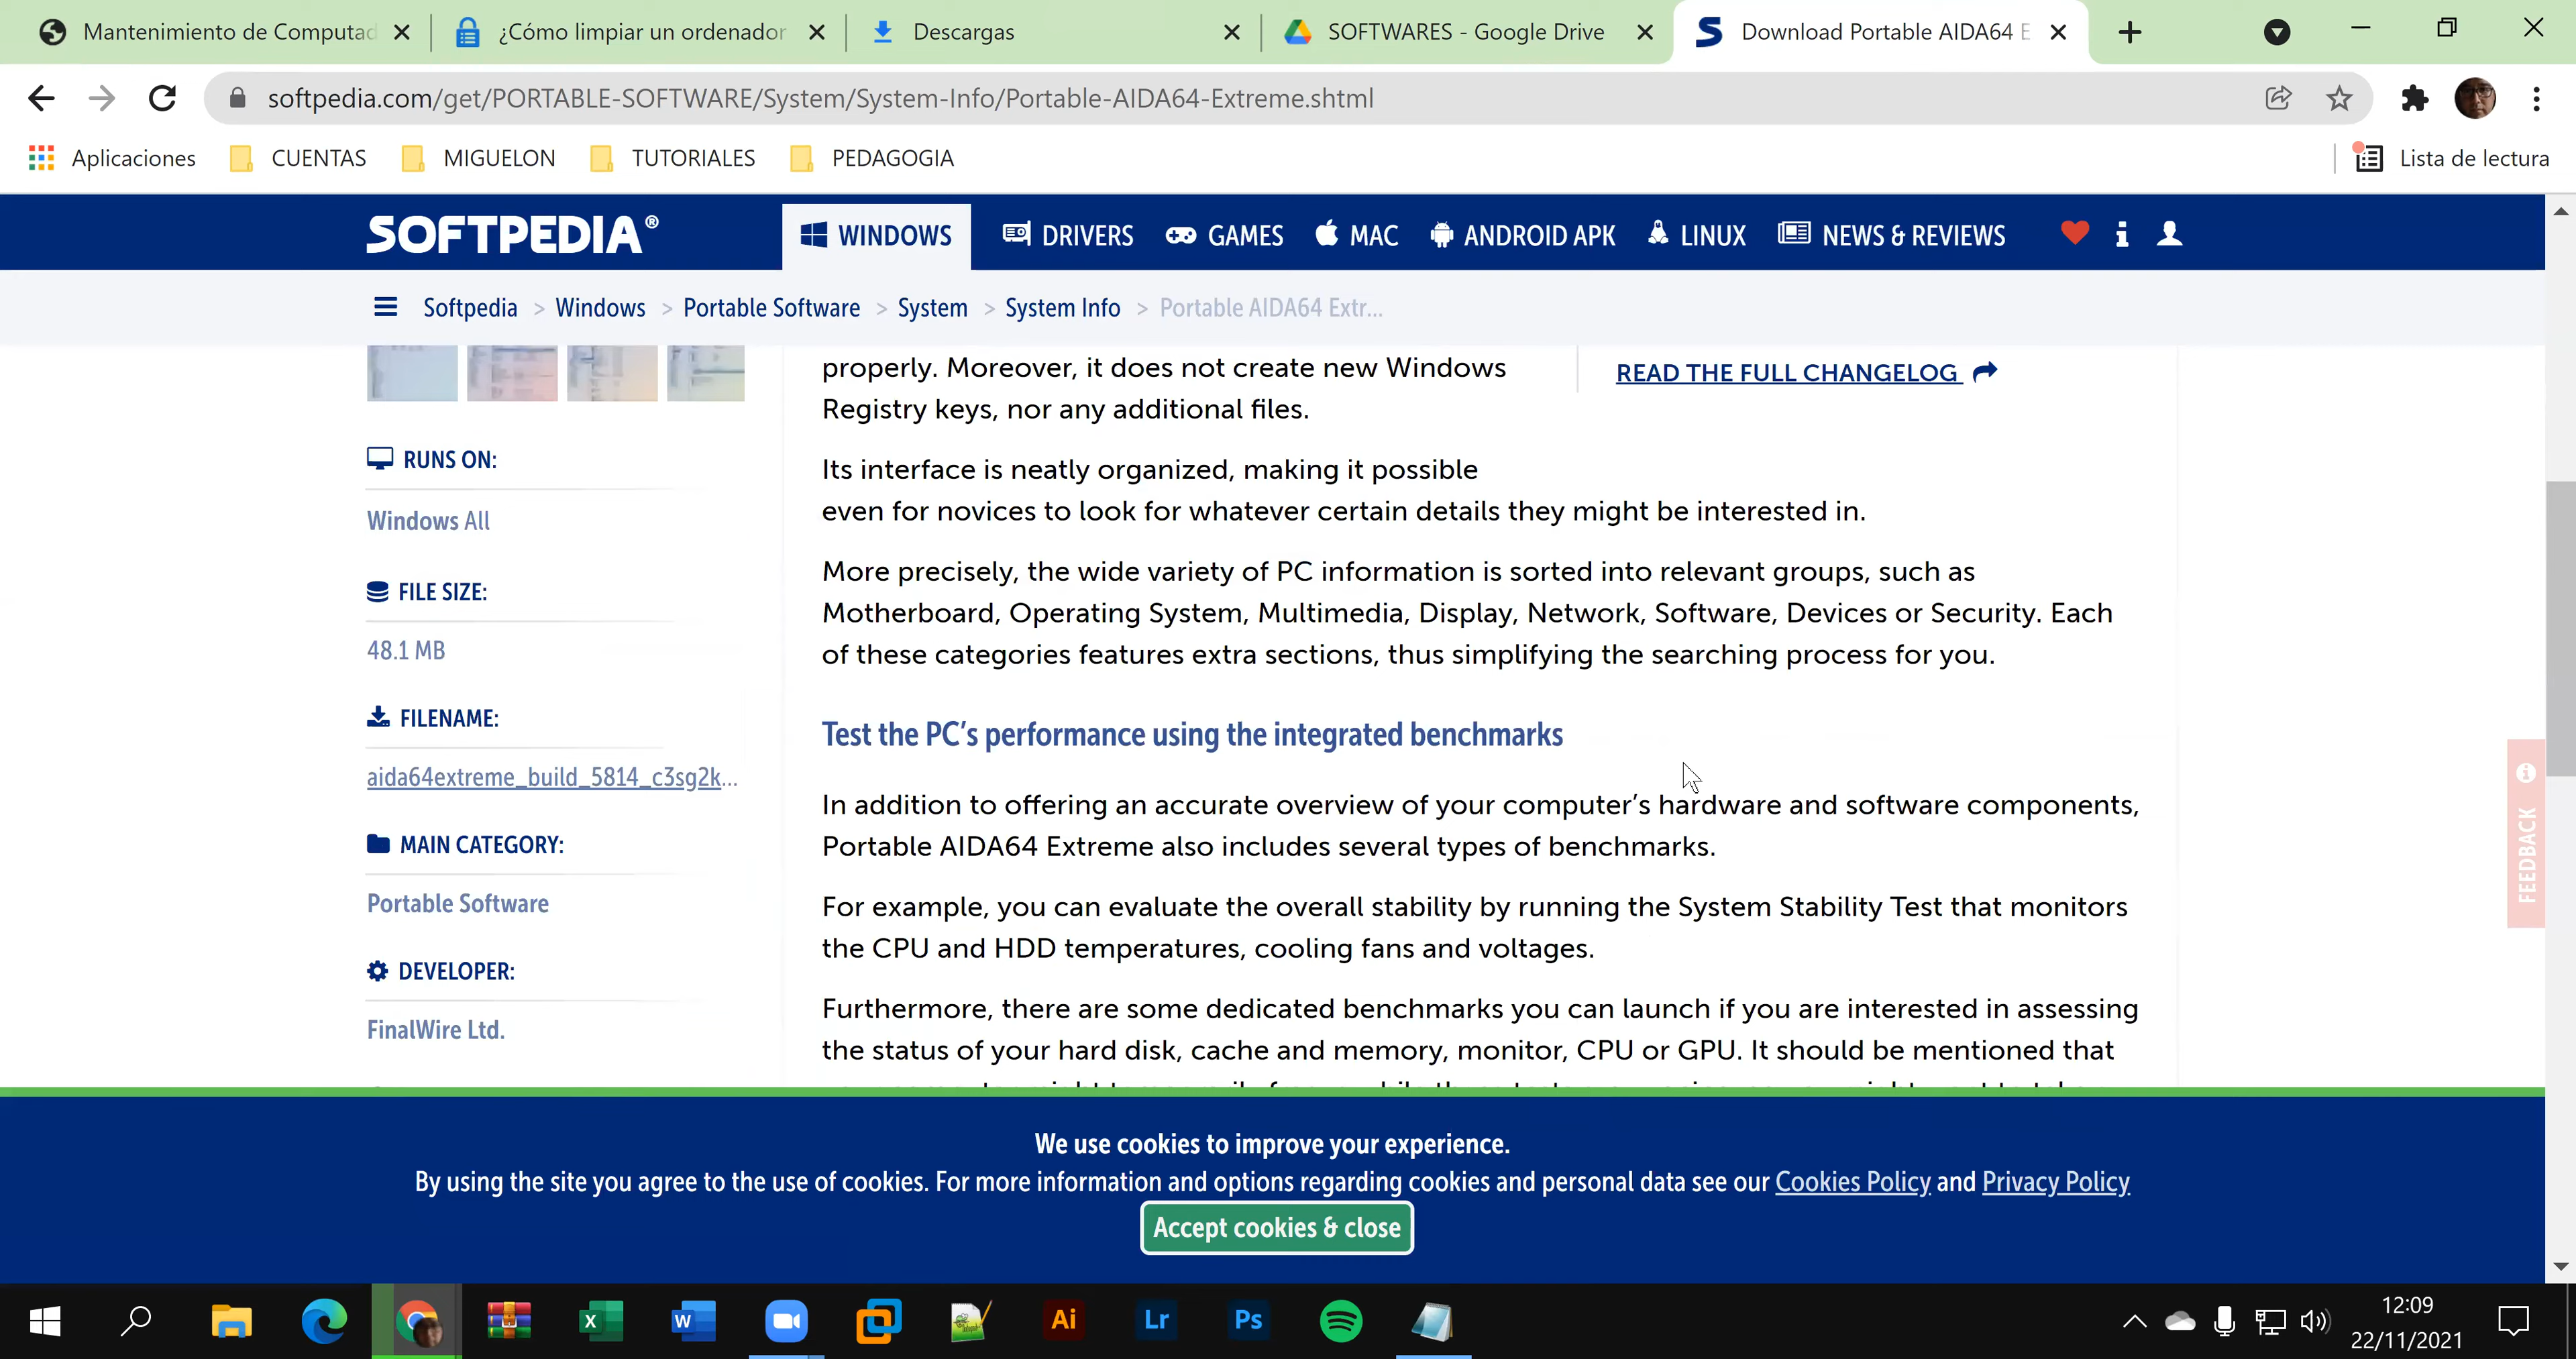 Mantenimiento de Computad
¿Cómo limpiar un ordenador
Descargas
SOFTWARES - Google Drive
Download Portable AIDA64 E
softpedia.com/get/PORTABLE-SOFTWARE/System/System-Info/Portable-AIDA64-Extreme.shtml
Aplicaciones
CUENTAS
MIGUELON
TUTORIALES
PEDAGOGIA
Lista de lectura
SOFTPEDIA®
WINDOWS
DRIVERS
GAMES
MAC
ANDROID APK
LINUX
NEWS & REVIEWS
Softpedia > Windows > Portable Software > System > System Info > Portable AIDA64 Extr...
RUNS ON:
Windows All
FILE SIZE:
48.1 MB
FILENAME:
aida64extreme_build_5814_c3sg2k...
MAIN CATEGORY:
Portable Software
DEVELOPER:
FinalWire Ltd.
properly. Moreover, it does not create new Windows
Registry keys, nor any additional files.
READ THE FULL CHANGELOG
Its interface is neatly organized, making it possible
even for novices to look for whatever certain details they might be interested in.
More precisely, the wide variety of PC information is sorted into relevant groups, such as
Motherboard, Operating System, Multimedia, Display, Network, Software, Devices or Security. Each
of these categories features extra sections, thus simplifying the searching process for you.
Test the PC's performance using the integrated benchmarks
In addition to offering an accurate overview of your computer's hardware and software components,
Portable AIDA64 Extreme also includes several types of benchmarks.
For example, you can evaluate the overall stability by running the System Stability Test that monitors
the CPU and HDD temperatures, cooling fans and voltages.
Furthermore, there are some dedicated benchmarks you can launch if you are interested in assessing
the status of your hard disk, cache and memory, monitor, CPU or GPU. It should be mentioned that
FEEDBACK
We use cookies to improve your experience.
By using the site you agree to the use of cookies. For more information and options regarding cookies and personal data see our Cookies Policy and Privacy Policy
Accept cookies & close
Ai
Lr
Ps
12:09
22/11/2021